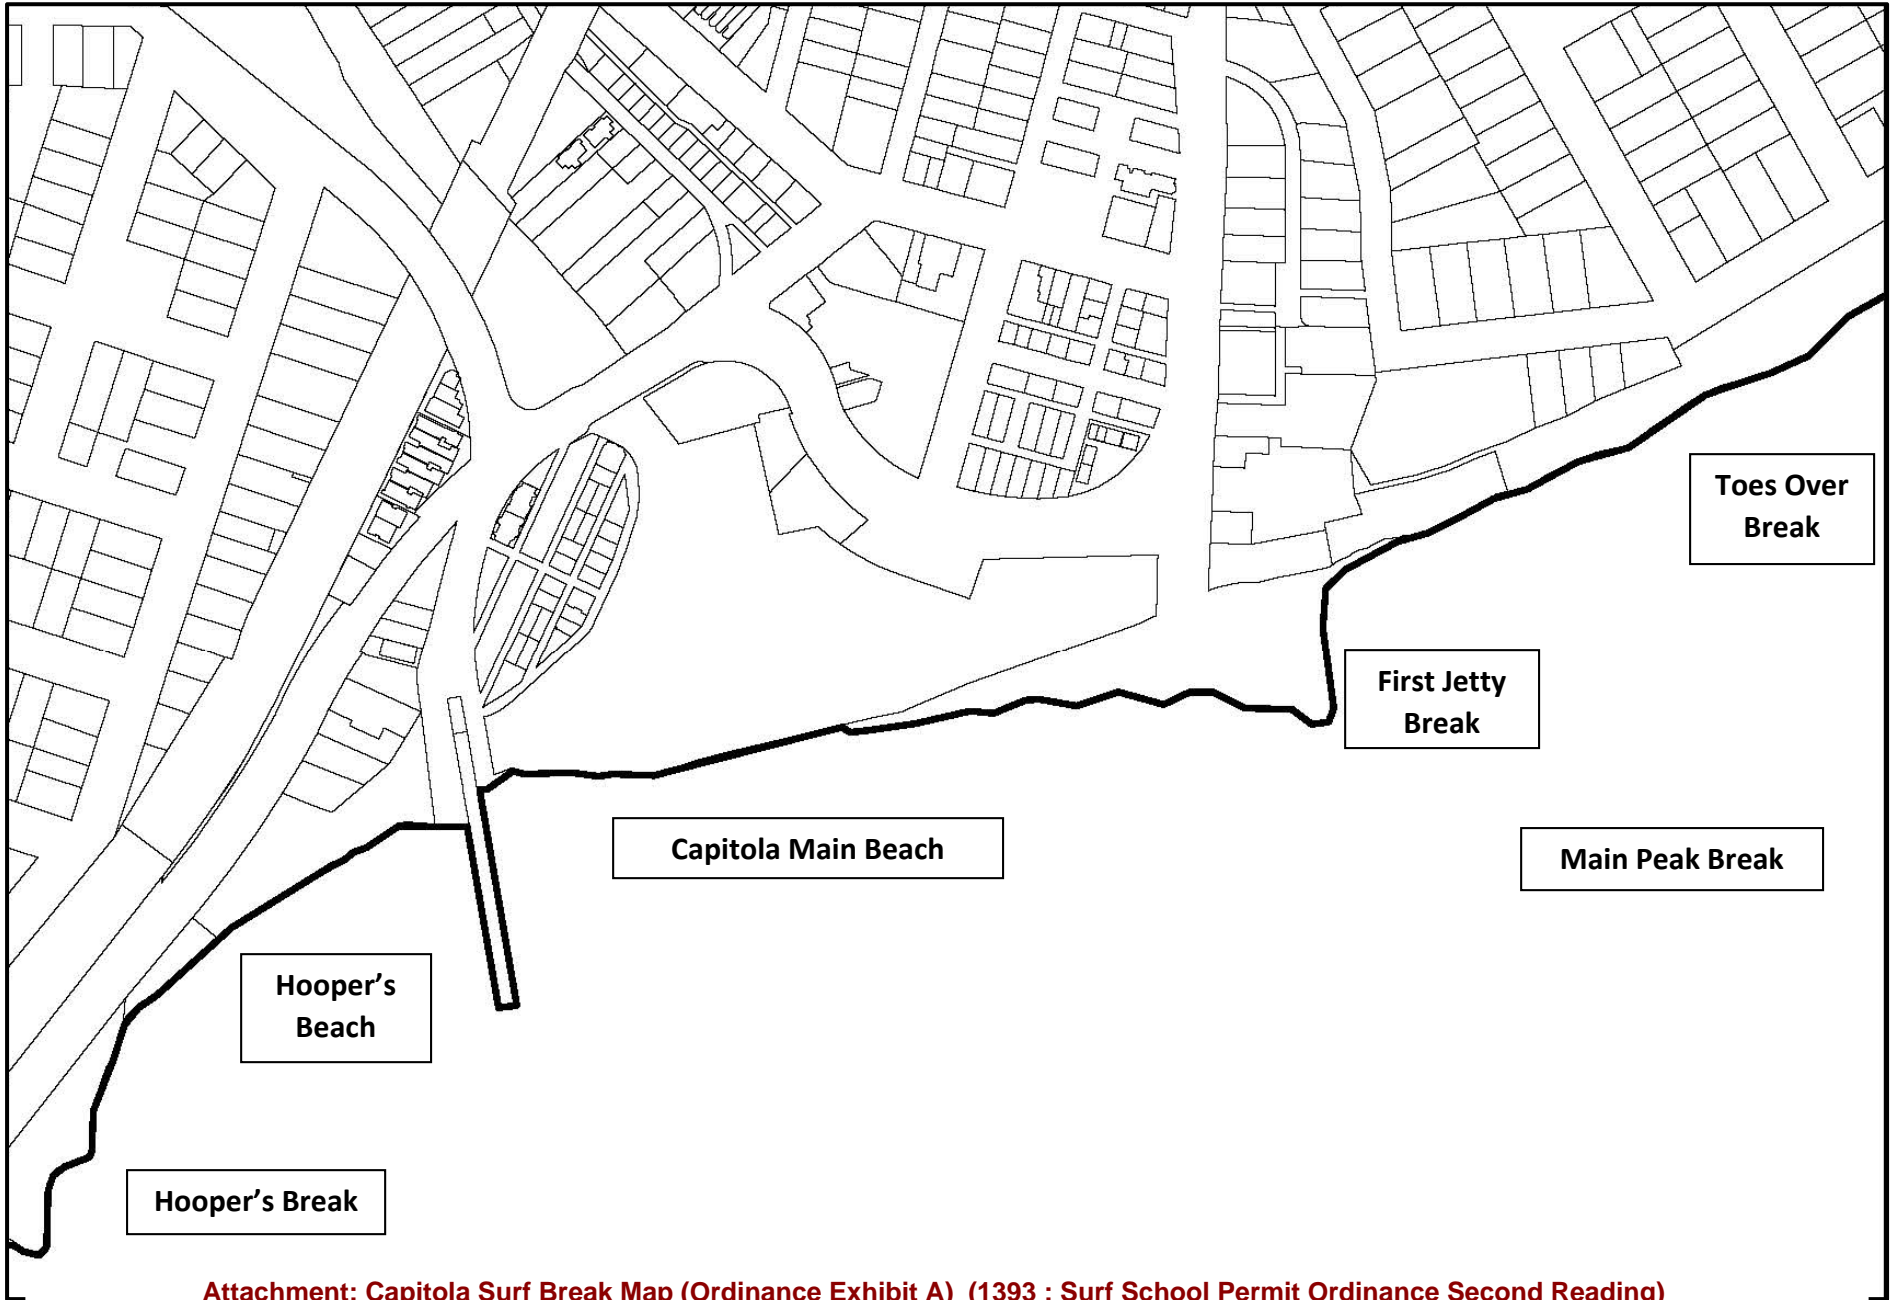 Toes Over
Break
First Jetty
Break
Capitola Main Beach
Main Peak Break
Hooper’s
Beach
Hooper’s Break
Attachment: Capitola Surf Break Map (Ordinance Exhibit A) (1393 : Surf School Permit Ordinance Second Reading)